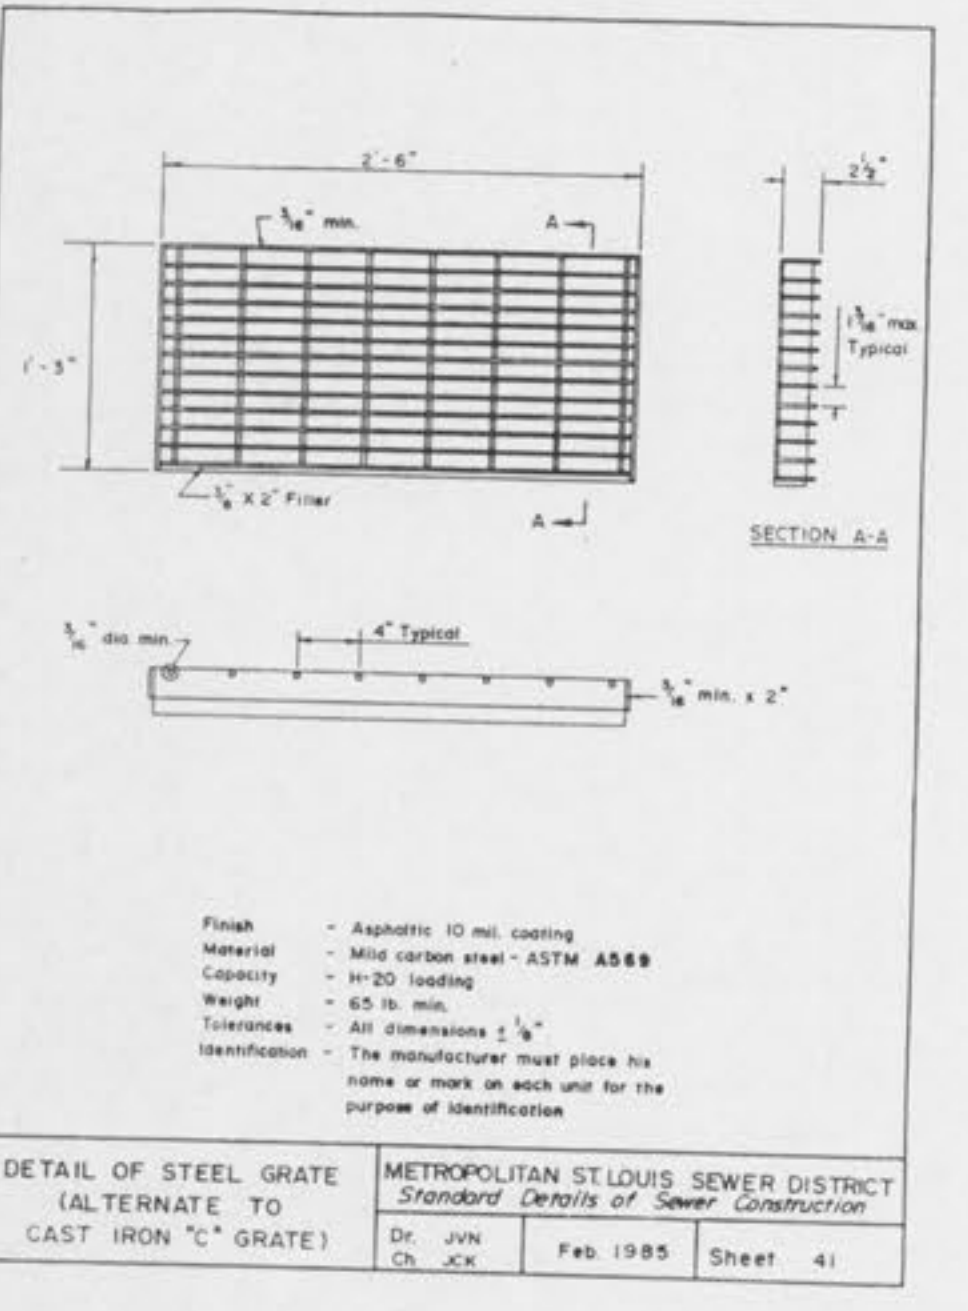 2'-6"
2 1/2"
3/16" min.
A
1 3/16" max.
Typical
1'-3"
3/8" X 2" Filler
A
SECTION A-A
3/16" dia. min.
4" Typical
3/16" min. x 2"
Finish - Asphaltic 10 mil. coating
Material - Mild carbon steel - ASTM A569
Capacity - H-20 loading
Weight - 65 lb. min.
Tolerances - All dimensions ± 1/8"
Identification - The manufacturer must place his
name or mark on each unit for the
purpose of identification
DETAIL OF STEEL GRATE
(ALTERNATE TO
CAST IRON "C" GRATE)
METROPOLITAN ST. LOUIS SEWER DISTRICT
Standard Details of Sewer Construction
Dr. JVN
Ch. JCK
Feb. 1985
Sheet 41